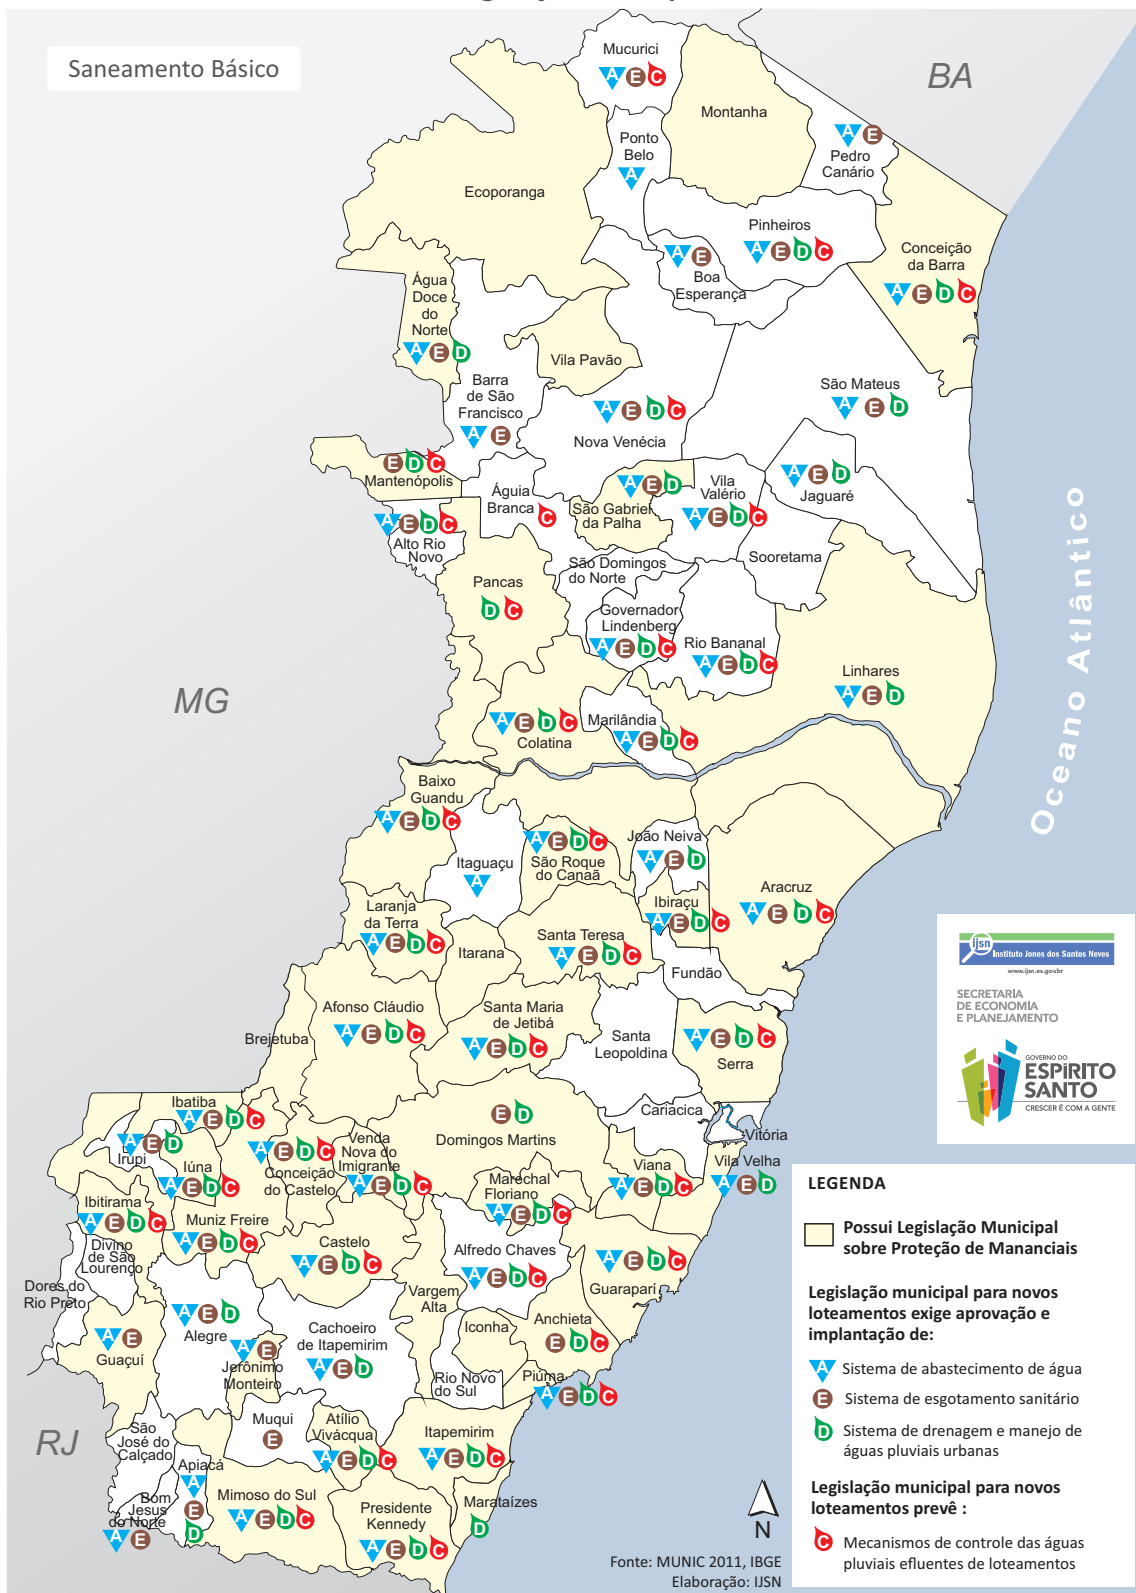 Saneamento Básico
BA
Mucurici
A E C
Montanha
Ponto
Belo
A
A E
Pedro
Canário
Ecoporanga
Pinheiros
A E D C
A E
Boa
Esperança
Conceição
da Barra
A E D C
Água
Doce
do
Norte
A E D
Vila Pavão
Barra
de São
Francisco
A E
São Mateus
A E D
A E D C
Nova Venécia
E D C
Mantenópolis
A E D
Jaguaré
Águia
Branca C
A E D
São Gabriel
da Palha
Vila
Valério
A E D C
A E D C
Alto Rio
Novo
Sooretama
São Domingos
do Norte
Pancas
D C
Governador
Lindenberg
A E D C
Rio Bananal
A E D C
Linhares
A E D
MG
Oceano Atlântico
A E D C
Colatina
Marilândia
A E D C
Baixo
Guandu
A E D C
Itaguaçu
A
A E D C
São Roque
do Canaã
João Neiva
A E D
Aracruz
A E D C
Ibiraçu
A E D C
Laranja
da Terra
A E D C
Itarana
Santa Teresa
A E D C
Fundão
ijsn
Instituto Jones dos Santos Neves
www.ijsn.es.gov.br
SECRETARIA
DE ECONOMIA
E PLANEJAMENTO
GOVERNO DO
ESPÍRITO
SANTO
CRESCER É COM A GENTE
Afonso Cláudio
A E D C
Santa Maria
de Jetibá
A E D C
Brejetuba
Santa
Leopoldina
A E D C
Serra
Ibatiba
A E D C
E D
Domingos Martins
Cariacica
Vitória
A E D
Irupi
Iúna
A E D C
A E D C
Conceição
do Castelo
Venda
Nova do
Imigrante
A E D C
Marechal
Floriano
A E D C
Viana
A E D C
Vila Velha
A E D
Ibitirama
A E D C
Muniz Freire
A E D C
Divino
de São
Lourenço
Castelo
A E D C
Alfredo Chaves
A E D C
A E D C
Guaraparí
Dores do
Rio Preto
Vargem
Alta
A E D
Alegre
Iconha
Anchieta
E D C
A E
Guaçuí
A E
Jerônimo
Monteiro
Cachoeiro
de Itapemirim
A E D
Rio Novo
do Sul
Piúma
A E D C
RJ
São
José do
Calçado
Muqui
E
Atílio
Vivácqua
A E D C
Itapemirim
A E D C
Apiacá
A
E
D
Bom
Jesus
do Norte
A E
Mimoso do Sul
A E D C
Presidente
Kennedy
A E D C
Marataízes
D
N
Fonte: MUNIC 2011, IBGE
Elaboração: IJSN
LEGENDA
Possui Legislação Municipal
sobre Proteção de Mananciais
Legislação municipal para novos
loteamentos exige aprovação e
implantação de:
A Sistema de abastecimento de água
E Sistema de esgotamento sanitário
D Sistema de drenagem e manejo de
águas pluviais urbanas
Legislação municipal para novos
loteamentos prevê :
C Mecanismos de controle das águas
pluviais efluentes de loteamentos